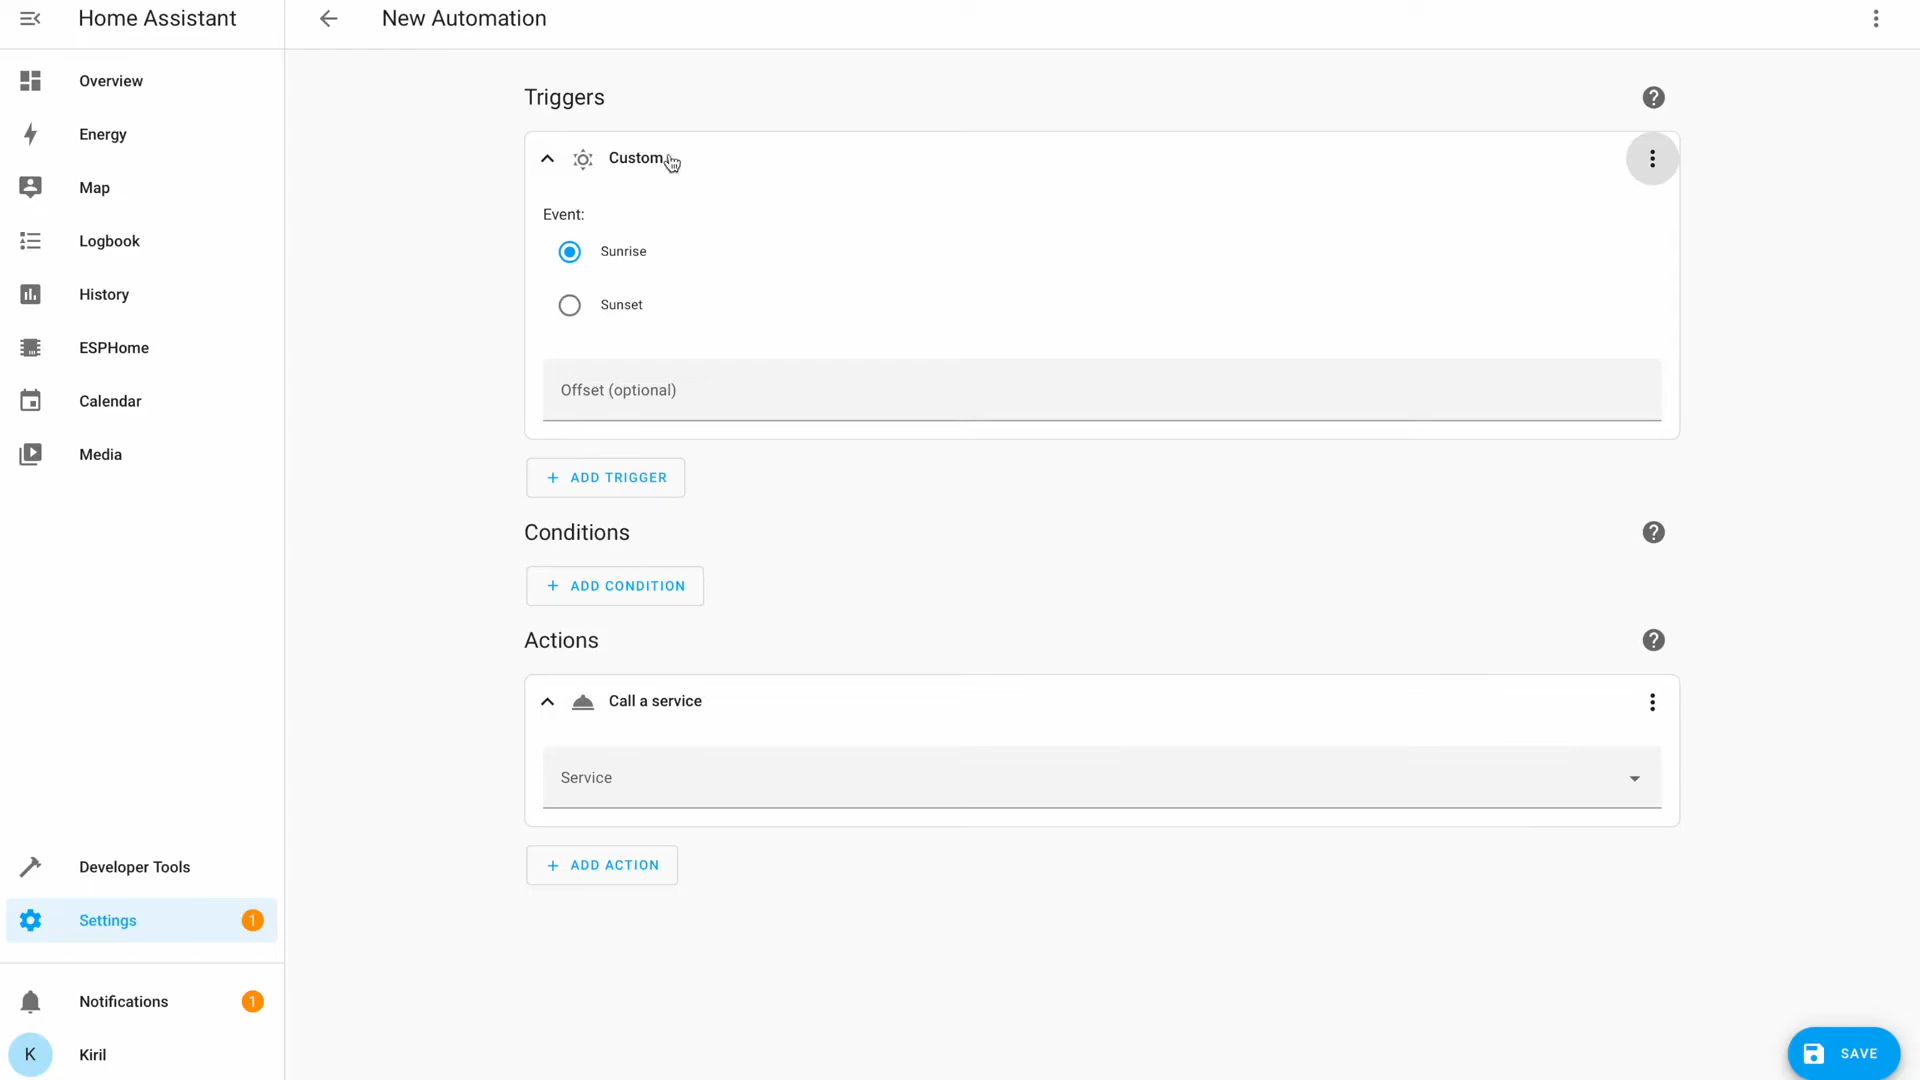 Home Assistant
New Automation
Overview
Energy
Map
Logbook
History
ESPHome
Calendar
Media
Developer Tools
Settings
1
Notifications
1
K
Kiril
Triggers
?
Custom
Event:
Sunrise
Sunset
Offset (optional)
+ ADD TRIGGER
Conditions
?
+ ADD CONDITION
Actions
?
Call a service
Service
+ ADD ACTION
SAVE